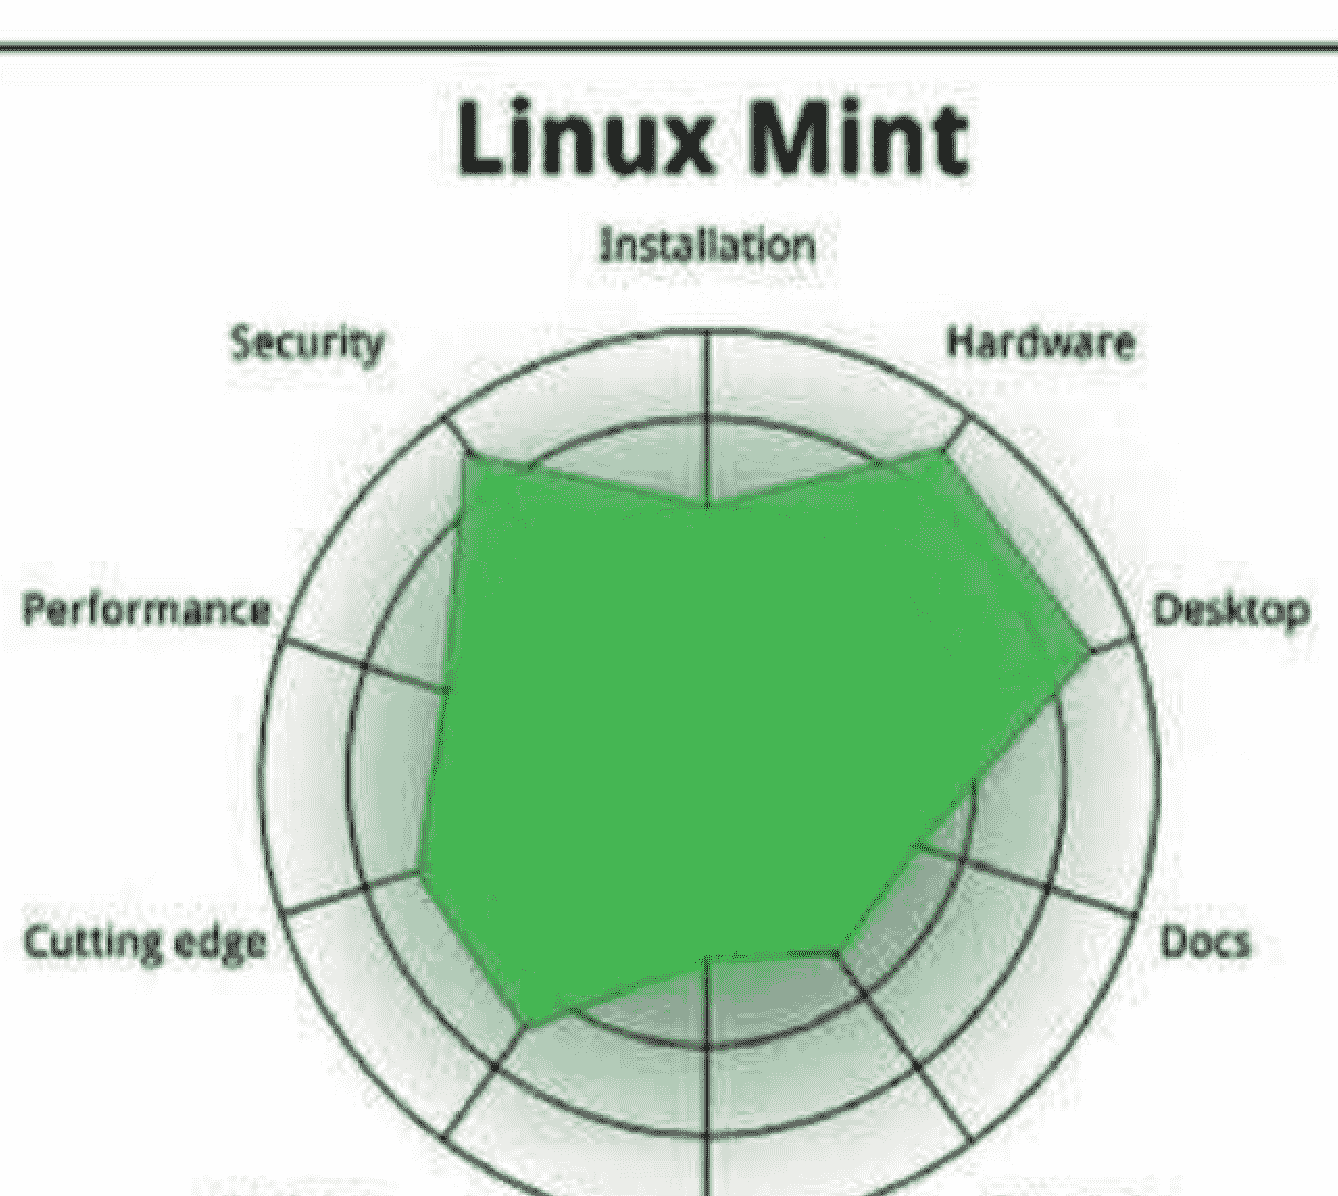 Linux Mint
Installation
Security
Hardware
Performance
Desktop
Cutting edge
Docs